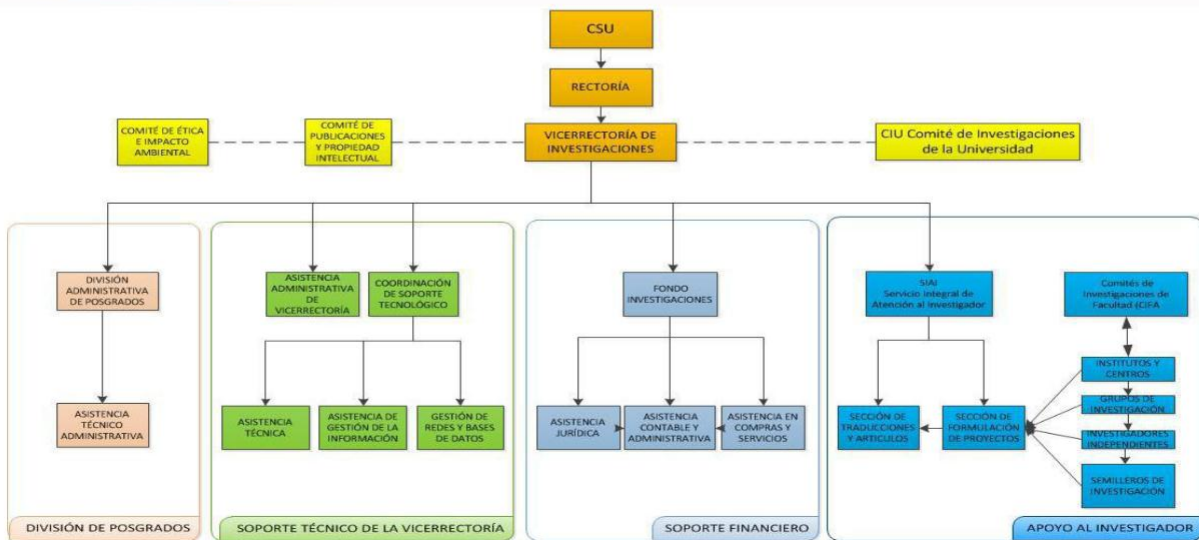 CSU
RECTORÍA
COMITÉ DE ÉTICA
E IMPACTO
AMBIENTAL
COMITÉ DE
PUBLICACIONES
Y PROPIEDAD
INTELECTUAL
VICERRECTORÍA DE
INVESTIGACIONES
CIU Comité de Investigaciones
de la Universidad
DIVISIÓN
ADMINISTRATIVA
DE POSGRADOS
ASISTENCIA
TÉCNICO
ADMINISTRATIVA
DIVISIÓN DE POSGRADOS
ASISTENCIA
ADMINISTRATIVA
DE
VICERRECTORÍA
COORDINACIÓN
DE SOPORTE
TECNOLÓGICO
ASISTENCIA
TÉCNICA
ASISTENCIA DE
GESTIÓN DE LA
INFORMACIÓN
GESTIÓN DE
REDES Y BASES
DE DATOS
SOPORTE TÉCNICO DE LA VICERRECTORÍA
FONDO
INVESTIGACIONES
ASISTENCIA
JURÍDICA
ASISTENCIA
CONTABLE Y
ADMINISTRATIVA
ASISTENCIA EN
COMPRAS Y
SERVICIOS
SOPORTE FINANCIERO
SIAI
Servicio integral de
Atención al investigador
Comités de
Investigaciones de
Facultad (CIFA
SECCIÓN DE
TRADUCCIONES
Y ARTICULOS
SECCIÓN DE
FORMULACIÓN
DE PROYECTOS
INSTITUTOS Y
CENTROS
GRUPOS DE
INVESTIGACIÓN
INVESTIGADORES
INDEPENDIENTES
SEMILLEROS DE
INVESTIGACIÓN
APOYO AL INVESTIGADOR